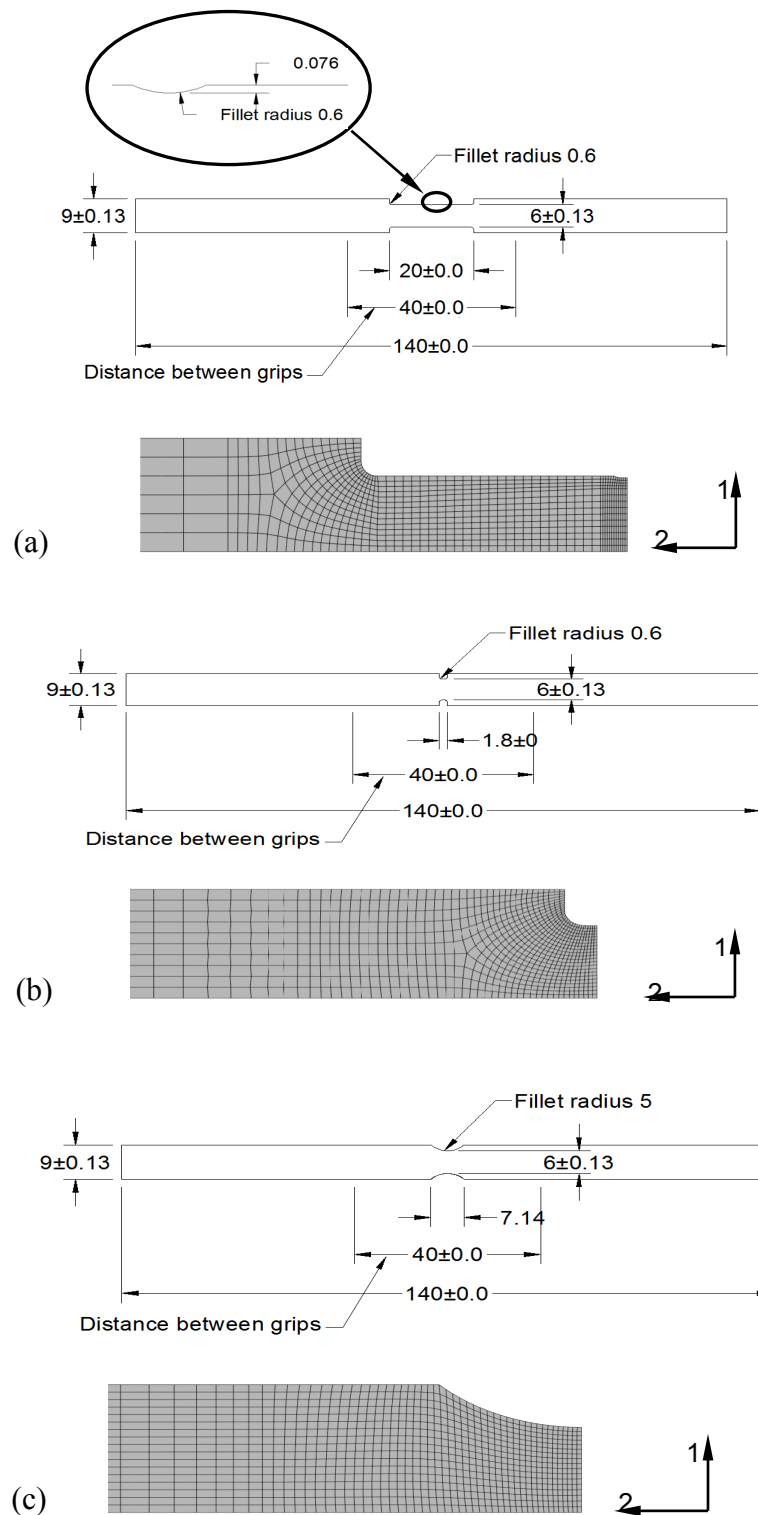 0.076
Fillet radius 0.6
Fillet radius 0.6
9±0.13
6±0.13
20±0.0
40±0.0
140±0.0
Distance between grips
1
2
(a)
Fillet radius 0.6
9±0.13
6±0.13
1.8±0
40±0.0
140±0.0
Distance between grips
1
2
(b)
Fillet radius 5
9±0.13
6±0.13
7.14
40±0.0
140±0.0
Distance between grips
1
2
(c)